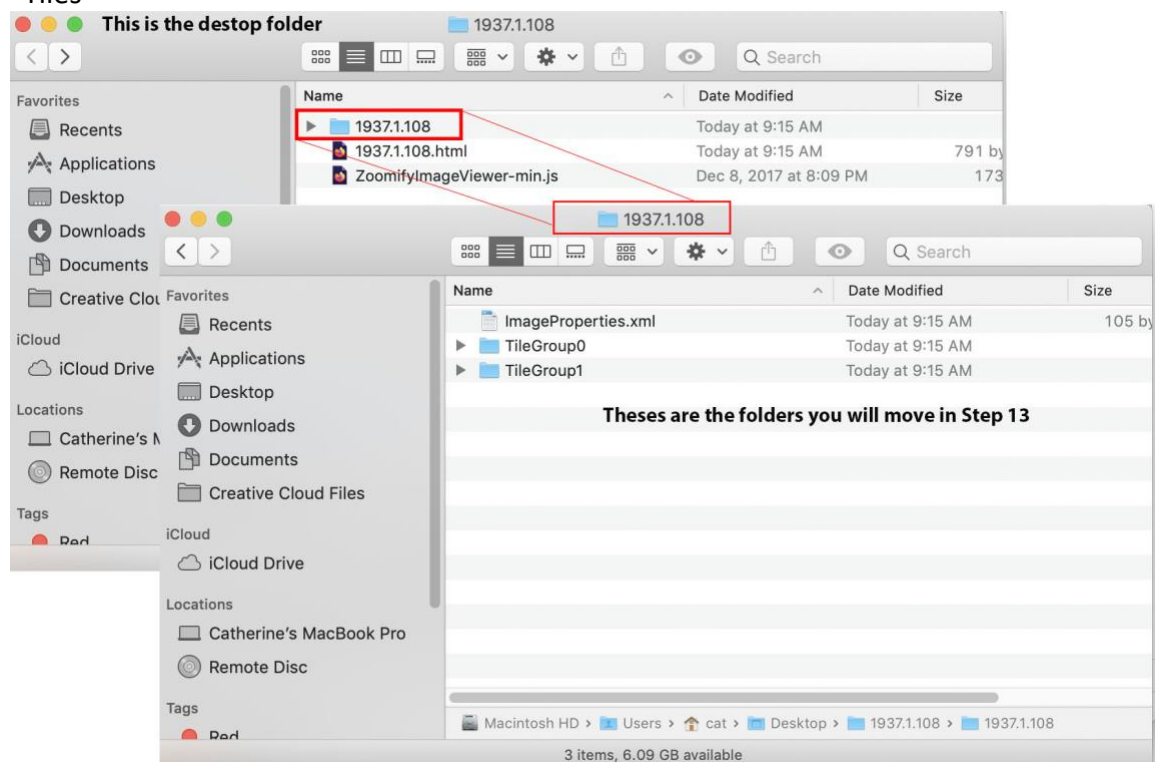 This is the destop folder
1937.1.108
Search
Favorites
Recents
Applications
Desktop
Downloads
Documents
Creative Clou
iCloud
iCloud Drive
Locations
Catherine's M
Remote Disc
Tags
Red
Name Date Modified Size
1937.1.108 Today at 9:15 AM
1937.1.108.html Today at 9:15 AM 791 by
ZoomifyImageViewer-min.js Dec 8, 2017 at 8:09 PM 173
1937.1.108
Search
Favorites
Recents
Applications
Desktop
Downloads
Documents
Creative Cloud Files
iCloud
iCloud Drive
Locations
Catherine's MacBook Pro
Remote Disc
Tags
Red
Name Date Modified Size
ImageProperties.xml Today at 9:15 AM 105 by
TileGroup0 Today at 9:15 AM
TileGroup1 Today at 9:15 AM
Theses are the folders you will move in Step 13
Macintosh HD > Users > cat > Desktop > 1937.1.108 > 1937.1.108
3 items, 6.09 GB available